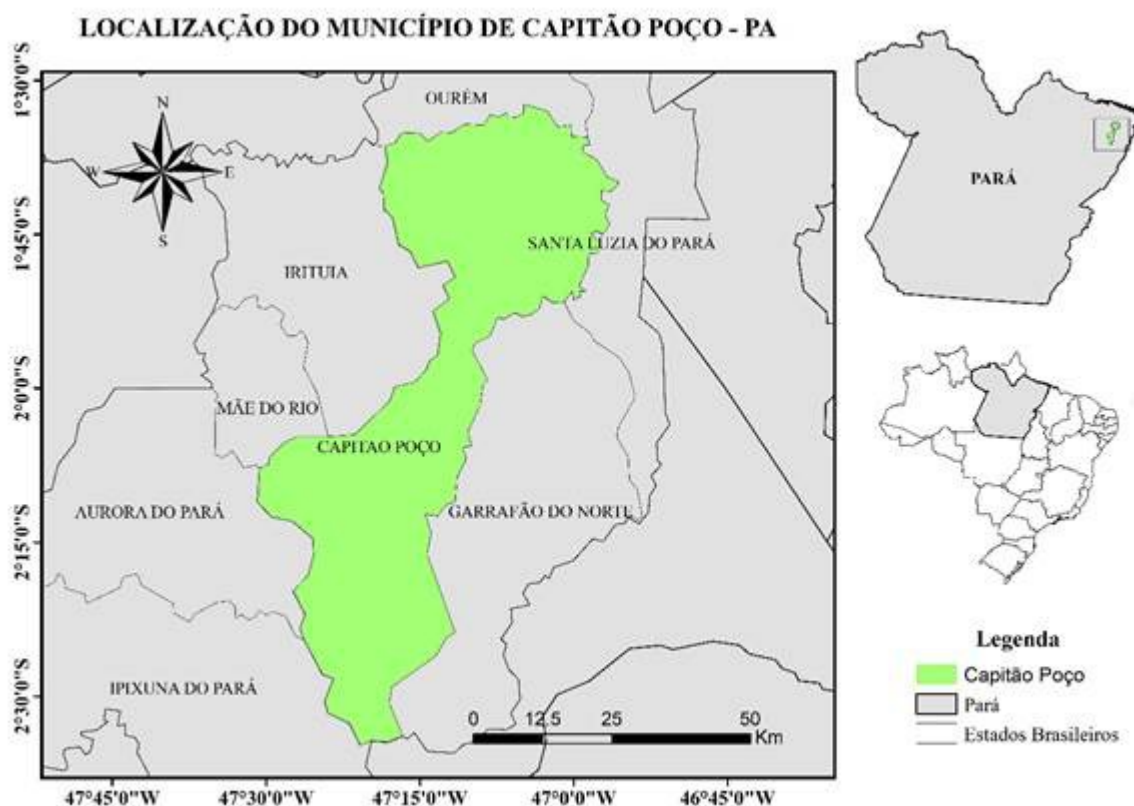 LOCALIZAÇÃO DO MUNICÍPIO DE CAPITÃO POÇO - PA
1°30'0"S
1°45'0"S
2°0'0"S
2°15'0"S
2°30'0"S
N
W
E
S
OURÉM
SANTA LUZIA DO PARÁ
IRITUIA
MÃE DO RIO
CAPITAO POÇO
AURORA DO PARÁ
GARRAFÃO DO NORTE
IPIXUNA DO PARÁ
0 12,5 25 50
Km
47°45'0"W 47°30'0"W 47°15'0"W 47°0'0"W 46°45'0"W
PARÁ
Legenda
Capitão Poço
Pará
Estados Brasileiros